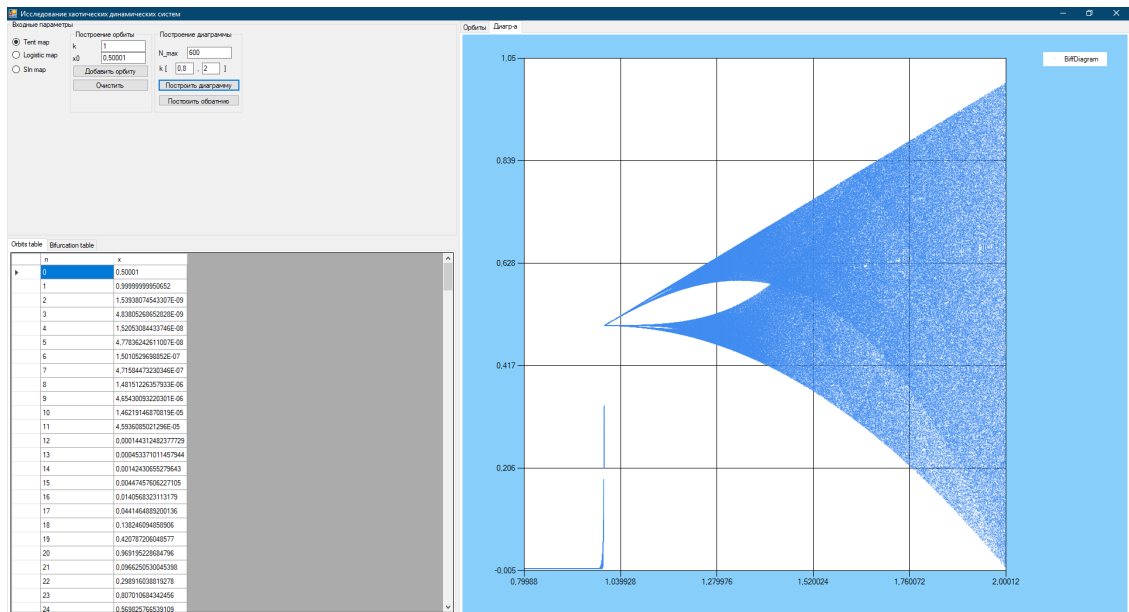 Исследование хаотических динамических систем
Входные параметры
Tent map
Logistic map
SIn map
Построение орбиты
k 1
x0 0,50001
Добавить орбиту
Очистить
Построение диаграммы
N_max 600
k [ 0,8 , 2 ]
Построить диаграмму
Построить обратную
Orbits table Bifurcation table
n x
0 0,50001
1 0,99999999950652
2 1,53938074543307E-09
3 4,83805268652828E-09
4 1,52053084433746E-08
5 4,77836242611007E-08
6 1,5010529698852E-07
7 4,71584473230346E-07
8 1,48151226357933E-06
9 4,65430093220301E-06
10 1,46219146870819E-05
11 4,5936085021296E-05
12 0,000144312482377729
13 0,000453371011457944
14 0,00142430655279643
15 0,00447457606227105
16 0,0140568323113179
17 0,0441464889200136
18 0,138246094858906
19 0,420787206048577
20 0,969195228684796
21 0,0966250530045398
22 0,298916038819278
23 0,807010684342456
24 0,569825766539109
Орбиты Диагр-а
BiffDiagram
1.05
0.839
0.628
0.417
0.206
-0.005
0,79988 1,039928 1,279976 1,520024 1,760072 2,00012